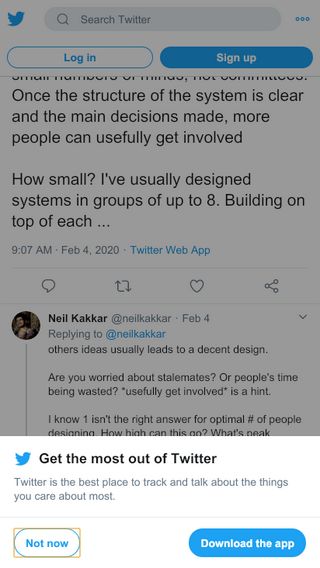 Search Twitter
Log in
Sign up
small numbers of minds, not committees.
Once the structure of the system is clear
and the main decisions made, more
people can usefully get involved
How small? I've usually designed
systems in groups of up to 8. Building on
top of each ...
9:07 AM · Feb 4, 2020 · Twitter Web App
Neil Kakkar @neilkakkar · Feb 4
Replying to @neilkakkar
others ideas usually leads to a decent design.
Are you worried about stalemates? Or people's time
being wasted? *usefully get involved* is a hint.
I know 1 isn't the right answer for optimal # of people
designing. How high can this go? What's peak
Get the most out of Twitter
Twitter is the best place to track and talk about the things
you care about most.
Not now
Download the app